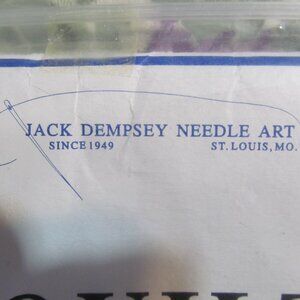 JACK DEMPSEY NEEDLE ART
SINCE 1949 ST. LOUIS, MO.